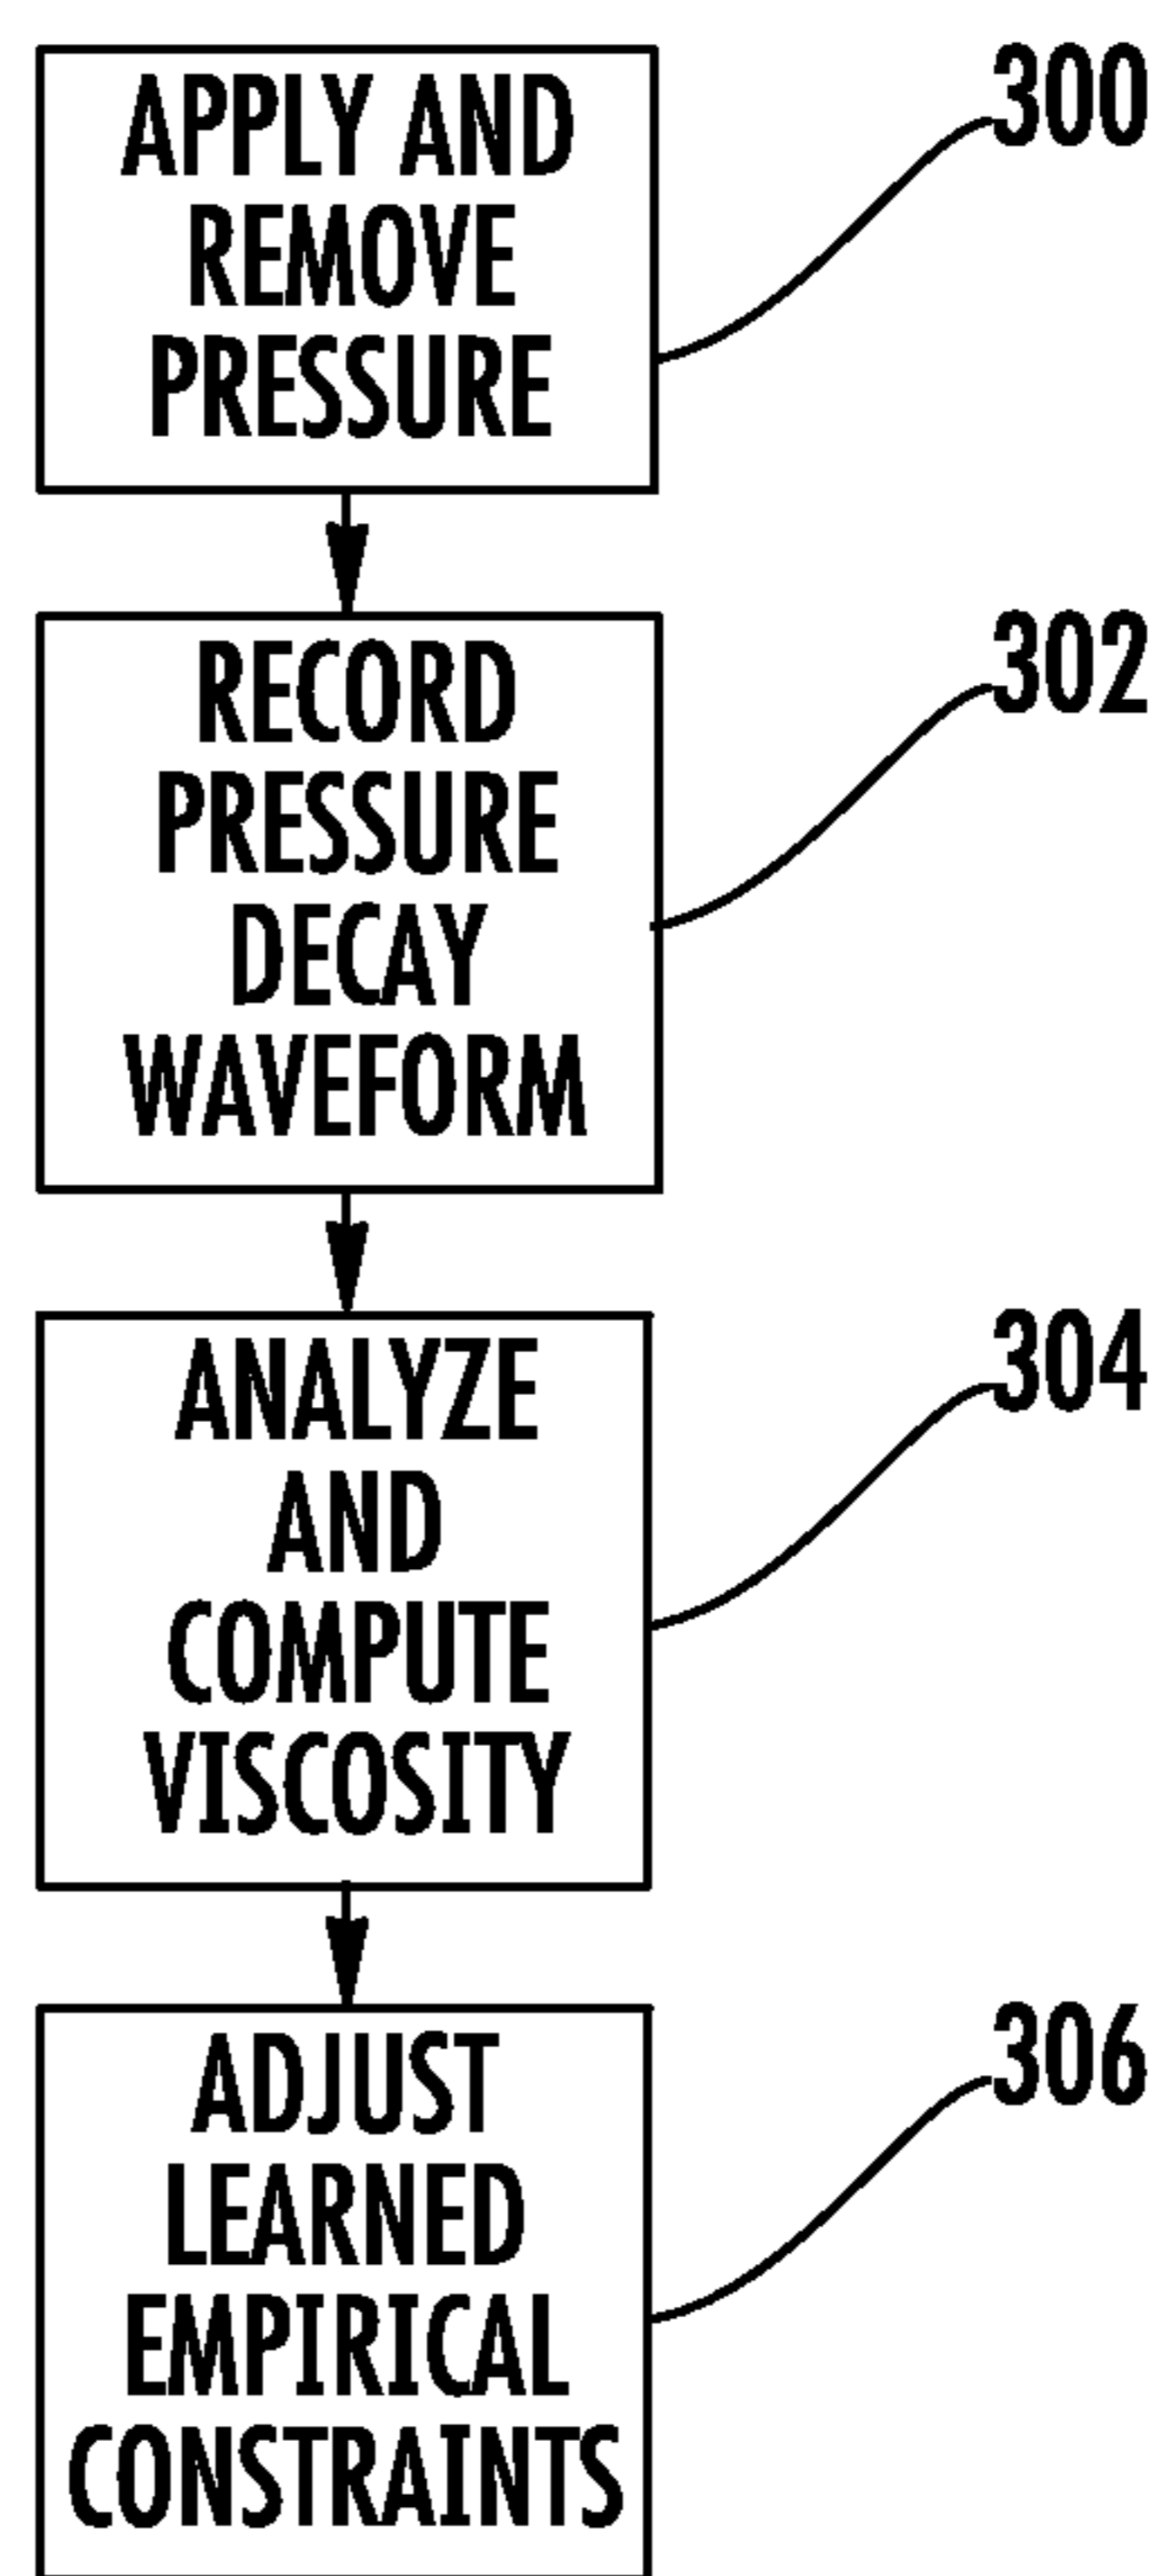 APPLY AND
REMOVE
PRESSURE
300
RECORD
PRESSURE
DECAY
WAVEFORM
302
ANALYZE
AND
COMPUTE
VISCOSITY
304
ADJUST
LEARNED
EMPIRICAL
CONSTRAINTS
306